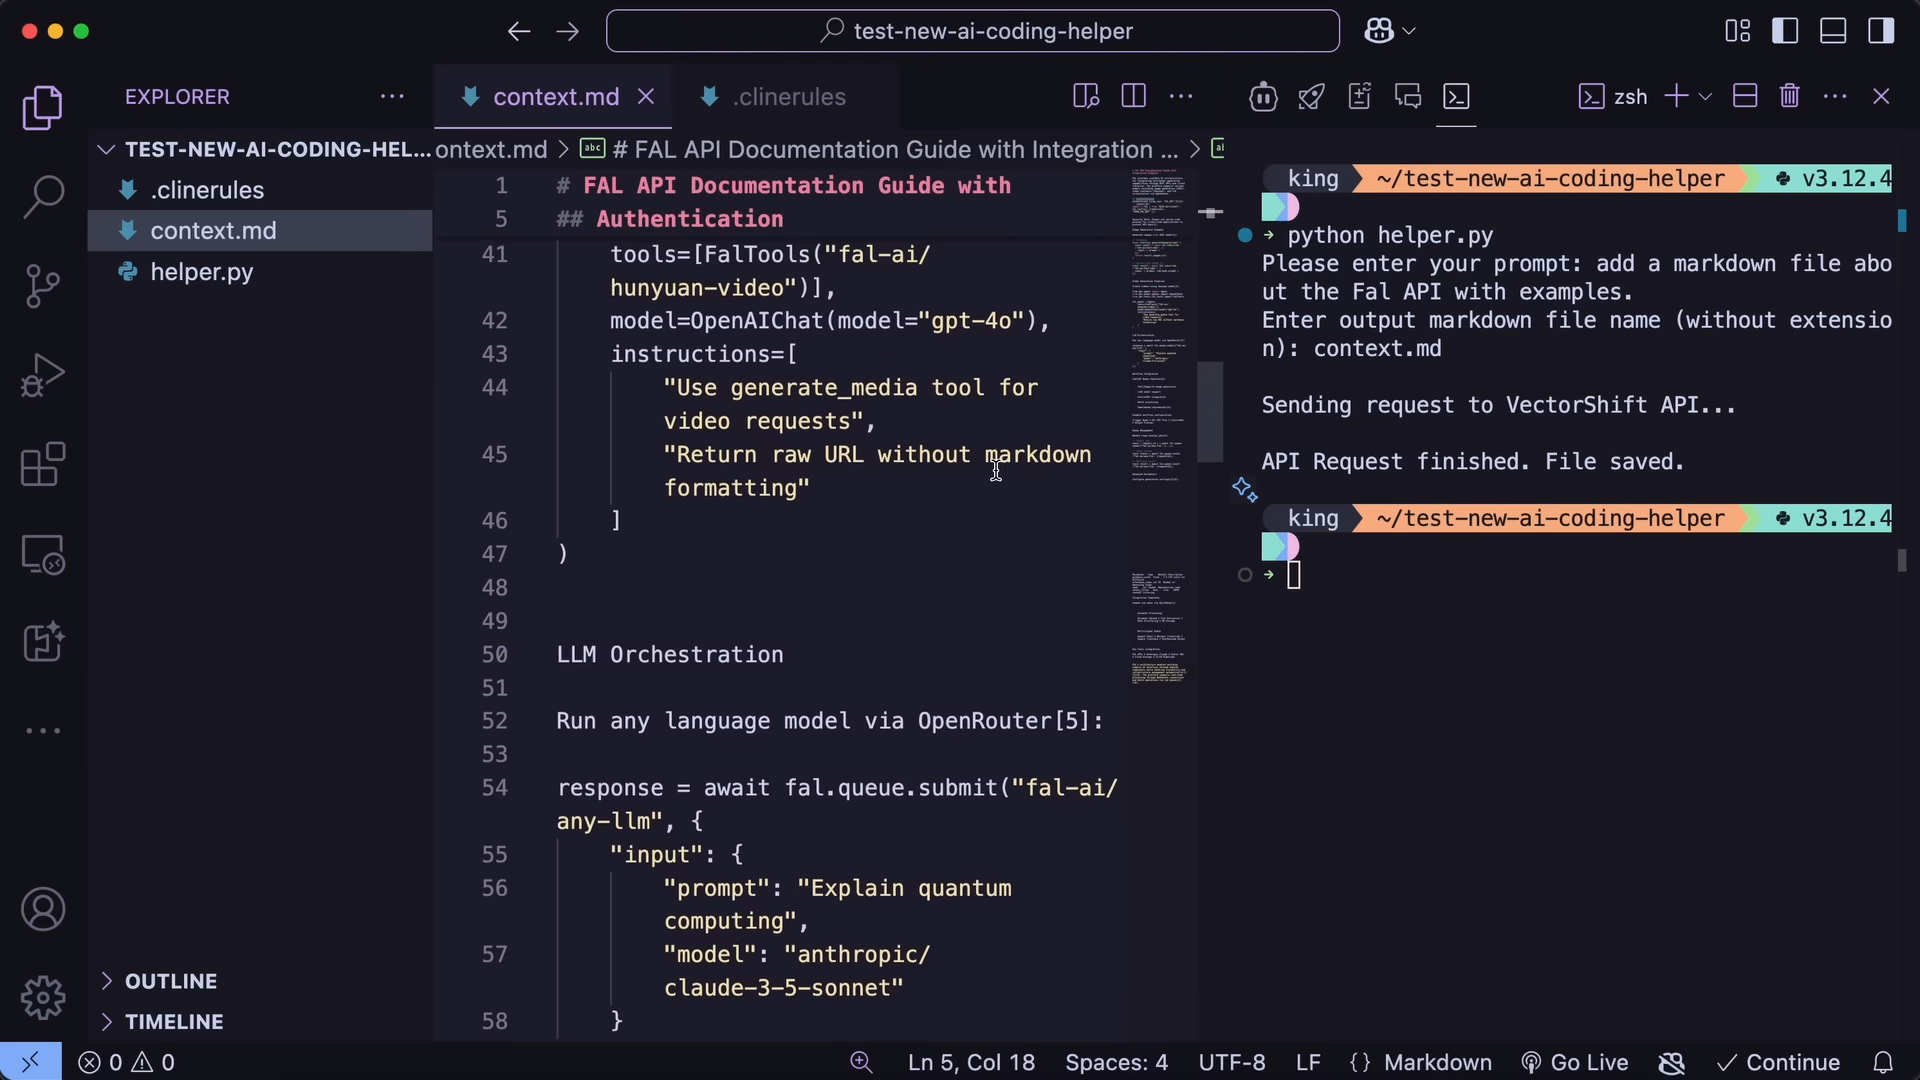 test-new-ai-coding-helper
EXPLORER
context.md
.clinerules
zsh
TEST-NEW-AI-CODING-HEL...
.clinerules
context.md
helper.py
OUTLINE
TIMELINE
ontext.md > # FAL API Documentation Guide with Integration ... >
1 # FAL API Documentation Guide with
5 ## Authentication
41 tools=[FalTools("fal-ai/
hunyuan-video")],
42 model=OpenAIChat(model="gpt-4o"),
43 instructions=[
44 "Use generate_media tool for
video requests",
45 "Return raw URL without markdown
formatting"
46 ]
47 )
48
49
50 LLM Orchestration
51
52 Run any language model via OpenRouter[5]:
53
54 response = await fal.queue.submit("fal-ai/
any-llm", {
55 "input": {
56 "prompt": "Explain quantum
computing",
57 "model": "anthropic/
claude-3-5-sonnet"
58 }
king ~/test-new-ai-coding-helper v3.12.4
→ python helper.py
Please enter your prompt: add a markdown file abo
ut the Fal API with examples.
Enter output markdown file name (without extensio
n): context.md
Sending request to VectorShift API...
API Request finished. File saved.
king ~/test-new-ai-coding-helper v3.12.4
→
0 0
Ln 5, Col 18
Spaces: 4
UTF-8
LF
{} Markdown
Go Live
✓ Continue